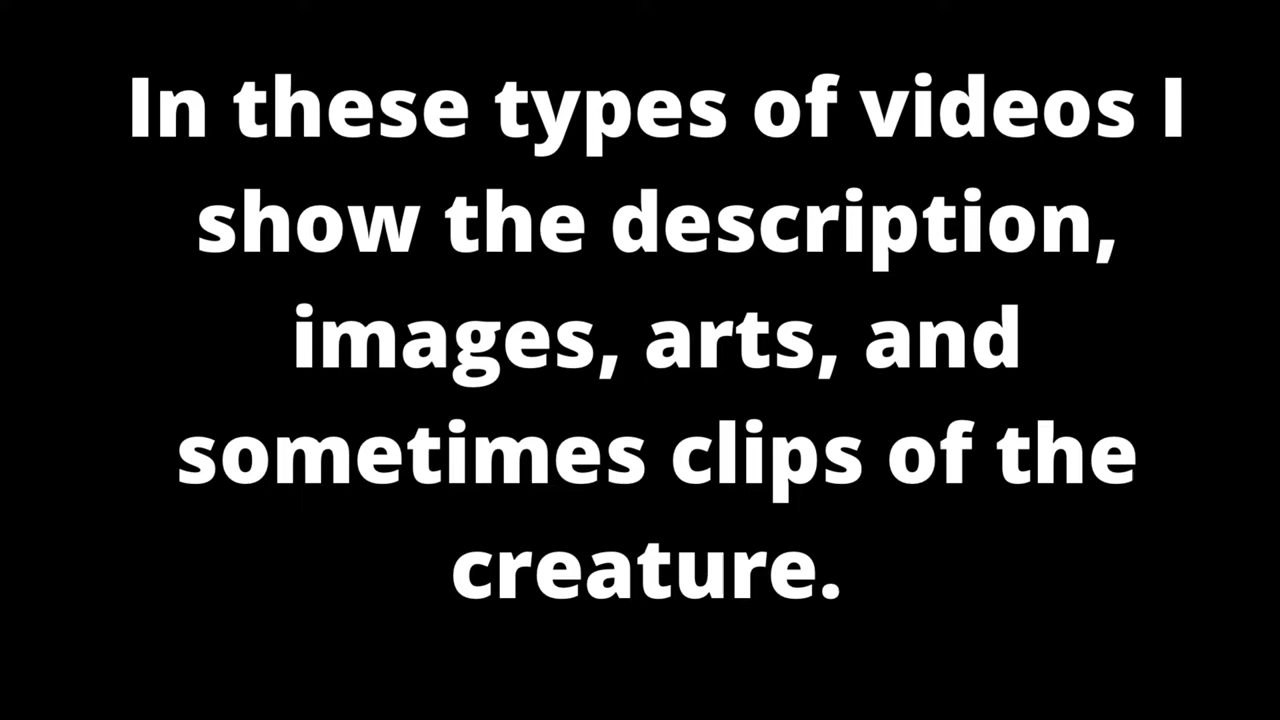 In these types of videos I
show the description,
images, arts, and
sometimes clips of the
creature.